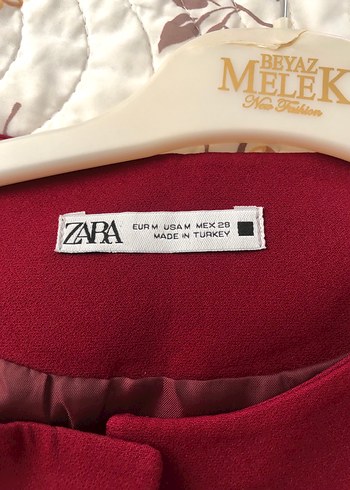 BEYAZ
MELEK
New Fashion
ZARA
EUR M USA M MEX 28
MADE IN TURKEY